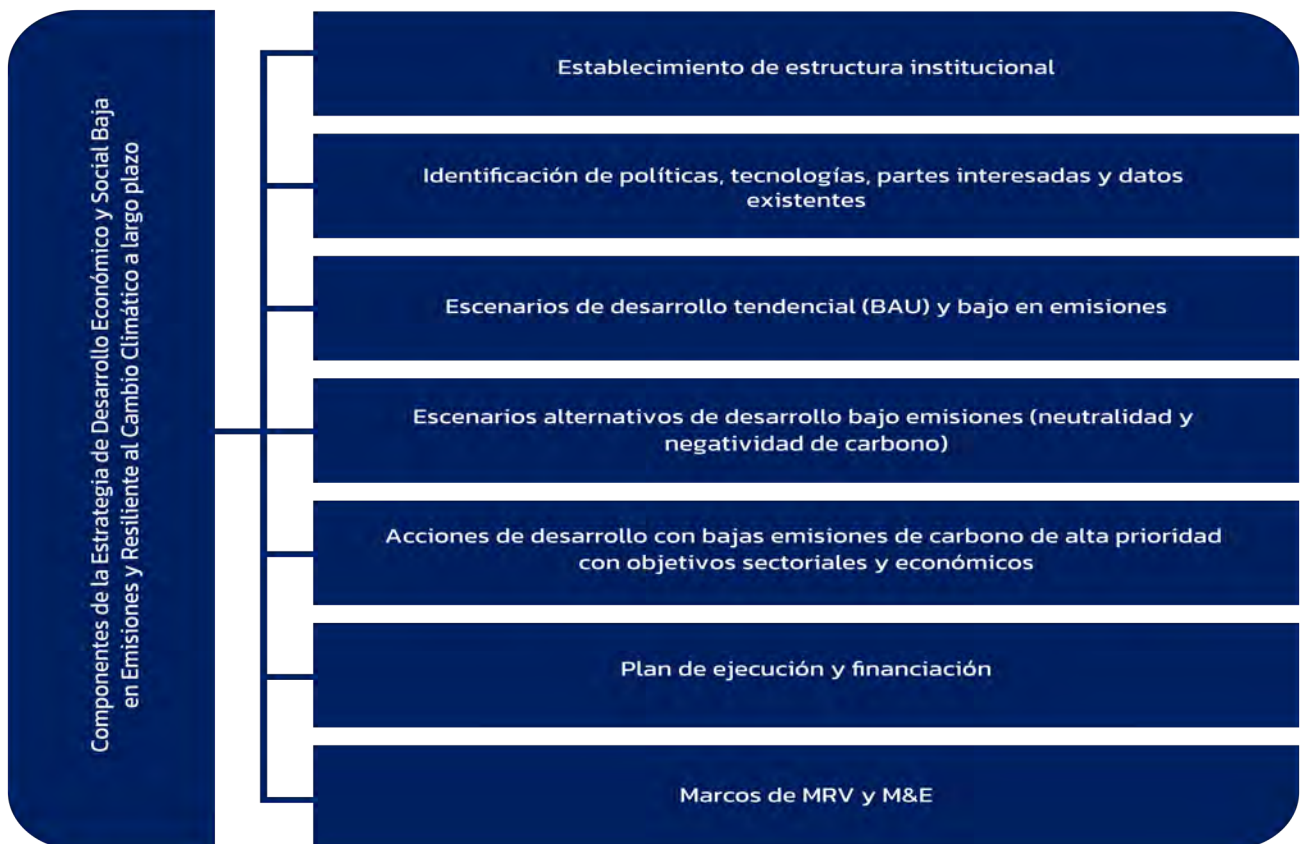 Componentes de la Estrategia de Desarrollo Económico y Social Baja
en Emisiones y Resiliente al Cambio Climático a largo plazo
Establecimiento de estructura institucional
Identificación de políticas, tecnologías, partes interesadas y datos
existentes
Escenarios de desarrollo tendencial (BAU) y bajo en emisiones
Escenarios alternativos de desarrollo bajo emisiones (neutralidad y
negatividad de carbono)
Acciones de desarrollo con bajas emisiones de carbono de alta prioridad
con objetivos sectoriales y económicos
Plan de ejecución y financiación
Marcos de MRV y M&E